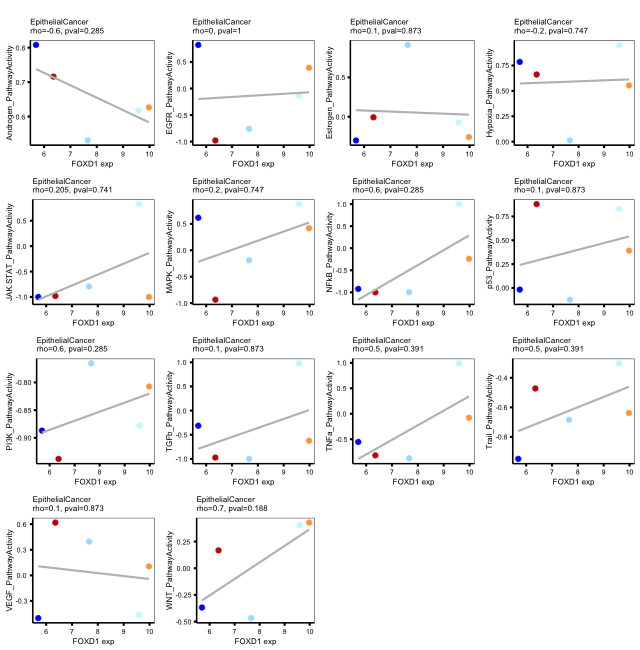 EpithelialCancer
rho=-0.6, pval=0.285
Androgen_PathwayActivity
0.8
0.7
0.6
6 7 8 9 10
FOXD1 exp
EpithelialCancer
rho=0, pval=1
EGFR_PathwayActivity
0.5
0.0
-0.5
-1.0
6 7 8 9 10
FOXD1 exp
EpithelialCancer
rho=0.1, pval=0.873
Estrogen_PathwayActivity
0.5
0.0
6 7 8 9 10
FOXD1 exp
EpithelialCancer
rho=-0.2, pval=0.747
Hypoxia_PathwayActivity
0.75
0.50
0.25
0.00
6 7 8 9 10
FOXD1 exp
EpithelialCancer
rho=0.205, pval=0.741
JAK-STAT_PathwayActivity
0.5
0.0
-0.5
-1.0
6 7 8 9 10
FOXD1 exp
EpithelialCancer
rho=0.2, pval=0.747
MAPK_PathwayActivity
0.5
0.0
-0.5
-1.0
6 7 8 9 10
FOXD1 exp
EpithelialCancer
rho=0.6, pval=0.285
NFkB_PathwayActivity
1.0
0.5
0.0
-0.5
-1.0
6 7 8 9 10
FOXD1 exp
EpithelialCancer
rho=0.1, pval=0.873
p53_PathwayActivity
0.75
0.50
0.25
0.00
6 7 8 9 10
FOXD1 exp
EpithelialCancer
rho=0.6, pval=0.285
PI3K_PathwayActivity
-0.80
-0.85
-0.90
6 7 8 9 10
FOXD1 exp
EpithelialCancer
rho=0.1, pval=0.873
TGFb_PathwayActivity
1.0
0.5
0.0
-0.5
-1.0
6 7 8 9 10
FOXD1 exp
EpithelialCancer
rho=0.5, pval=0.391
TNFa_PathwayActivity
1.0
0.5
0.0
-0.5
6 7 8 9 10
FOXD1 exp
EpithelialCancer
rho=0.5, pval=0.391
Trail_PathwayActivity
-0.4
-0.6
-0.8
6 7 8 9 10
FOXD1 exp
EpithelialCancer
rho=0.1, pval=0.873
VEGF_PathwayActivity
0.6
0.3
0.0
-0.3
6 7 8 9 10
FOXD1 exp
EpithelialCancer
rho=0.7, pval=0.188
WNT_PathwayActivity
0.25
0.00
-0.25
-0.50
6 7 8 9 10
FOXD1 exp